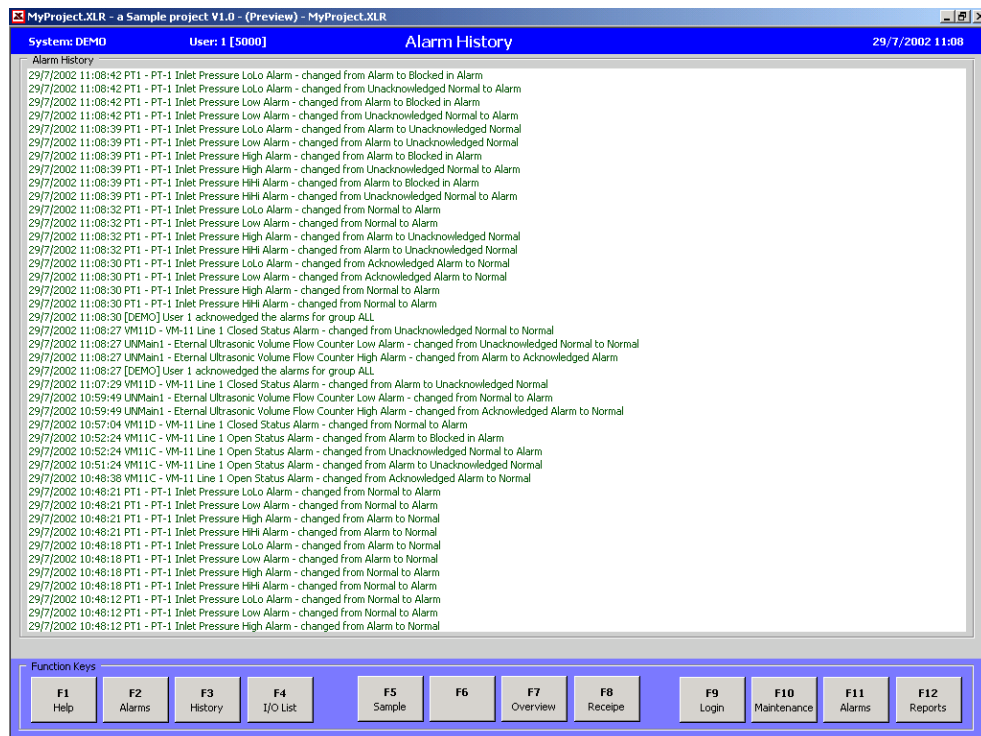 MyProject.XLR - a Sample project V1.0 - (Preview) - MyProject.XLR
System: DEMO User: 1 [5000] Alarm History 29/7/2002 11:08
Alarm History
29/7/2002 11:08:42 PT1 - PT-1 Inlet Pressure LoLo Alarm - changed from Alarm to Blocked in Alarm
29/7/2002 11:08:42 PT1 - PT-1 Inlet Pressure LoLo Alarm - changed from Unacknowledged Normal to Alarm
29/7/2002 11:08:42 PT1 - PT-1 Inlet Pressure Low Alarm - changed from Alarm to Blocked in Alarm
29/7/2002 11:08:42 PT1 - PT-1 Inlet Pressure Low Alarm - changed from Unacknowledged Normal to Alarm
29/7/2002 11:08:39 PT1 - PT-1 Inlet Pressure LoLo Alarm - changed from Alarm to Unacknowledged Normal
29/7/2002 11:08:39 PT1 - PT-1 Inlet Pressure Low Alarm - changed from Alarm to Unacknowledged Normal
29/7/2002 11:08:39 PT1 - PT-1 Inlet Pressure High Alarm - changed from Alarm to Blocked in Alarm
29/7/2002 11:08:39 PT1 - PT-1 Inlet Pressure High Alarm - changed from Unacknowledged Normal to Alarm
29/7/2002 11:08:39 PT1 - PT-1 Inlet Pressure HiHi Alarm - changed from Alarm to Blocked in Alarm
29/7/2002 11:08:39 PT1 - PT-1 Inlet Pressure HiHi Alarm - changed from Unacknowledged Normal to Alarm
29/7/2002 11:08:32 PT1 - PT-1 Inlet Pressure LoLo Alarm - changed from Normal to Alarm
29/7/2002 11:08:32 PT1 - PT-1 Inlet Pressure Low Alarm - changed from Normal to Alarm
29/7/2002 11:08:32 PT1 - PT-1 Inlet Pressure High Alarm - changed from Alarm to Unacknowledged Normal
29/7/2002 11:08:32 PT1 - PT-1 Inlet Pressure HiHi Alarm - changed from Alarm to Unacknowledged Normal
29/7/2002 11:08:30 PT1 - PT-1 Inlet Pressure LoLo Alarm - changed from Acknowledged Alarm to Normal
29/7/2002 11:08:30 PT1 - PT-1 Inlet Pressure Low Alarm - changed from Acknowledged Alarm to Normal
29/7/2002 11:08:30 PT1 - PT-1 Inlet Pressure High Alarm - changed from Normal to Alarm
29/7/2002 11:08:30 PT1 - PT-1 Inlet Pressure HiHi Alarm - changed from Normal to Alarm
29/7/2002 11:08:30 [DEMO] User 1 acknowedged the alarms for group ALL
29/7/2002 11:08:27 VM11D - VM-11 Line 1 Closed Status Alarm - changed from Unacknowledged Normal to Normal
29/7/2002 11:08:27 UNMain1 - Eternal Ultrasonic Volume Flow Counter Low Alarm - changed from Unacknowledged Normal to Normal
29/7/2002 11:08:27 UNMain1 - Eternal Ultrasonic Volume Flow Counter High Alarm - changed from Alarm to Acknowledged Alarm
29/7/2002 11:08:27 [DEMO] User 1 acknowedged the alarms for group ALL
29/7/2002 11:07:29 VM11D - VM-11 Line 1 Closed Status Alarm - changed from Alarm to Unacknowledged Normal
29/7/2002 10:59:49 UNMain1 - Eternal Ultrasonic Volume Flow Counter Low Alarm - changed from Normal to Alarm
29/7/2002 10:59:49 UNMain1 - Eternal Ultrasonic Volume Flow Counter High Alarm - changed from Acknowledged Alarm to Normal
29/7/2002 10:57:04 VM11D - VM-11 Line 1 Closed Status Alarm - changed from Normal to Alarm
29/7/2002 10:52:24 VM11C - VM-11 Line 1 Open Status Alarm - changed from Alarm to Blocked in Alarm
29/7/2002 10:52:24 VM11C - VM-11 Line 1 Open Status Alarm - changed from Unacknowledged Normal to Alarm
29/7/2002 10:51:24 VM11C - VM-11 Line 1 Open Status Alarm - changed from Alarm to Unacknowledged Normal
29/7/2002 10:48:38 VM11C - VM-11 Line 1 Open Status Alarm - changed from Acknowledged Alarm to Normal
29/7/2002 10:48:21 PT1 - PT-1 Inlet Pressure LoLo Alarm - changed from Normal to Alarm
29/7/2002 10:48:21 PT1 - PT-1 Inlet Pressure Low Alarm - changed from Normal to Alarm
29/7/2002 10:48:21 PT1 - PT-1 Inlet Pressure High Alarm - changed from Alarm to Normal
29/7/2002 10:48:21 PT1 - PT-1 Inlet Pressure HiHi Alarm - changed from Alarm to Normal
29/7/2002 10:48:18 PT1 - PT-1 Inlet Pressure LoLo Alarm - changed from Alarm to Normal
29/7/2002 10:48:18 PT1 - PT-1 Inlet Pressure Low Alarm - changed from Alarm to Normal
29/7/2002 10:48:18 PT1 - PT-1 Inlet Pressure High Alarm - changed from Normal to Alarm
29/7/2002 10:48:18 PT1 - PT-1 Inlet Pressure HiHi Alarm - changed from Normal to Alarm
29/7/2002 10:48:12 PT1 - PT-1 Inlet Pressure LoLo Alarm - changed from Normal to Alarm
29/7/2002 10:48:12 PT1 - PT-1 Inlet Pressure Low Alarm - changed from Normal to Alarm
29/7/2002 10:48:12 PT1 - PT-1 Inlet Pressure High Alarm - changed from Alarm to Normal
Function Keys
F1 F2 F3 F4 F5 F6 F7 F8 F9 F10 F11 F12
Help Alarms History I/O List Sample Overview Receipe Login Maintenance Alarms Reports